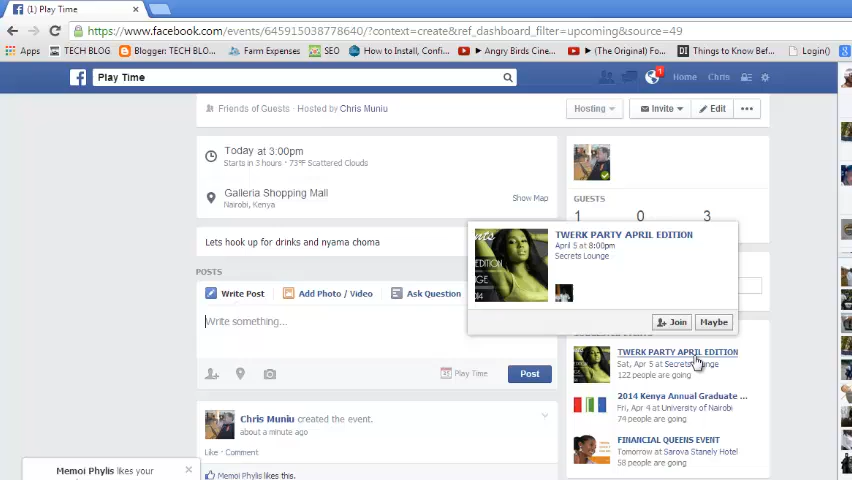 (1) Play Time
https://www.facebook.com/events/645915038778640/?context=create&ref_dashboard_filter=upcoming&source=49
Apps TECH BLOG Blogger: TECH BLO... Farm Expenses SEO How to Install, Confi... Angry Birds Cine... (The Original) Fo... Things to Know Bef... Login()
Play Time 1 Home Chris
Friends of Guests · Hosted by Chris Muniu Hosting Invite Edit
Today at 3:00pm
Starts in 3 hours · 73°F Scattered Clouds
Galleria Shopping Mall
Nairobi, Kenya
Show Map
GUESTS
1 0 3
Lets hook up for drinks and nyama choma
TWERK PARTY APRIL EDITION
April 5 at 8:00pm
Secrets Lounge
EDITION
2014
Join Maybe
POSTS
Write Post Add Photo / Video Ask Question
Write something...
Play Time Post
TWERK PARTY APRIL EDITION
Sat, Apr 5 at Secrets Lounge
122 people are going
2014 Kenya Annual Graduate ...
Fri, Apr 4 at University of Nairobi
74 people are going
FINANCIAL QUEENS EVENT
Tomorrow at Sarova Stanely Hotel
58 people are going
Chris Muniu created the event.
about a minute ago
Like · Comment
Memoi Phylis likes this.
Memoi Phylis likes your